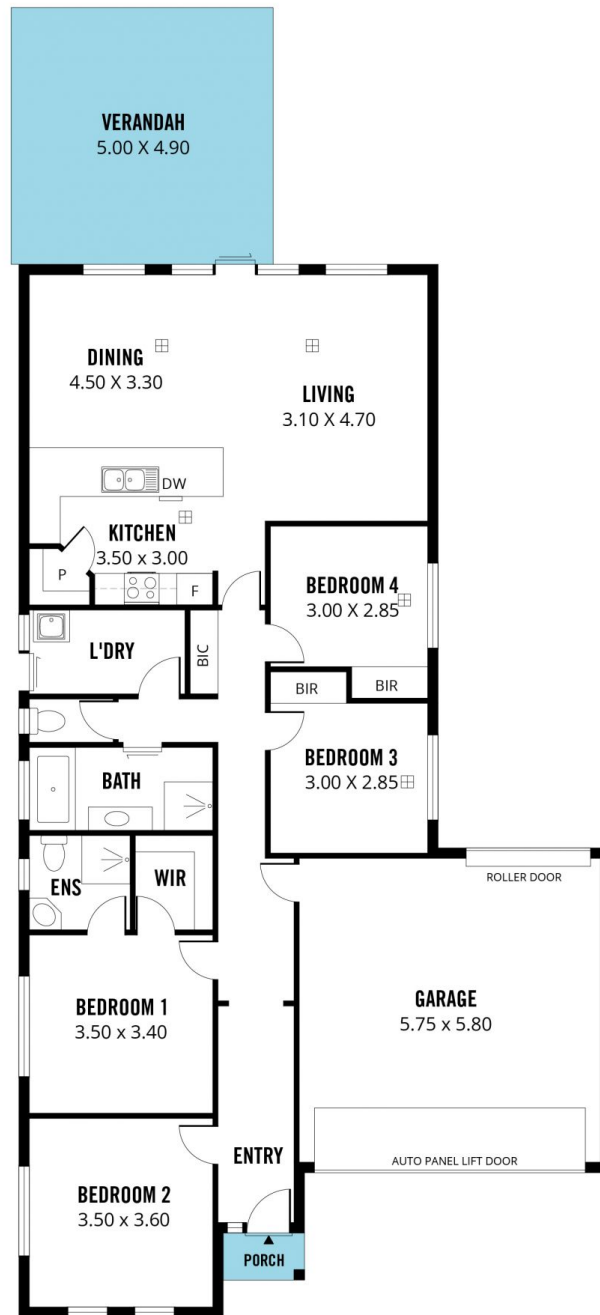 VERANDAH
5.00 X 4.90
DINING
4.50 X 3.30
LIVING
3.10 X 4.70
DW
KITCHEN
3.50 x 3.00
P
F
BEDROOM 4
3.00 X 2.85
L'DRY
BIC
BIR
BIR
BEDROOM 3
3.00 X 2.85
BATH
ENS
WIR
ROLLER DOOR
BEDROOM 1
3.50 x 3.40
GARAGE
5.75 x 5.80
ENTRY
AUTO PANEL LIFT DOOR
BEDROOM 2
3.50 x 3.60
PORCH